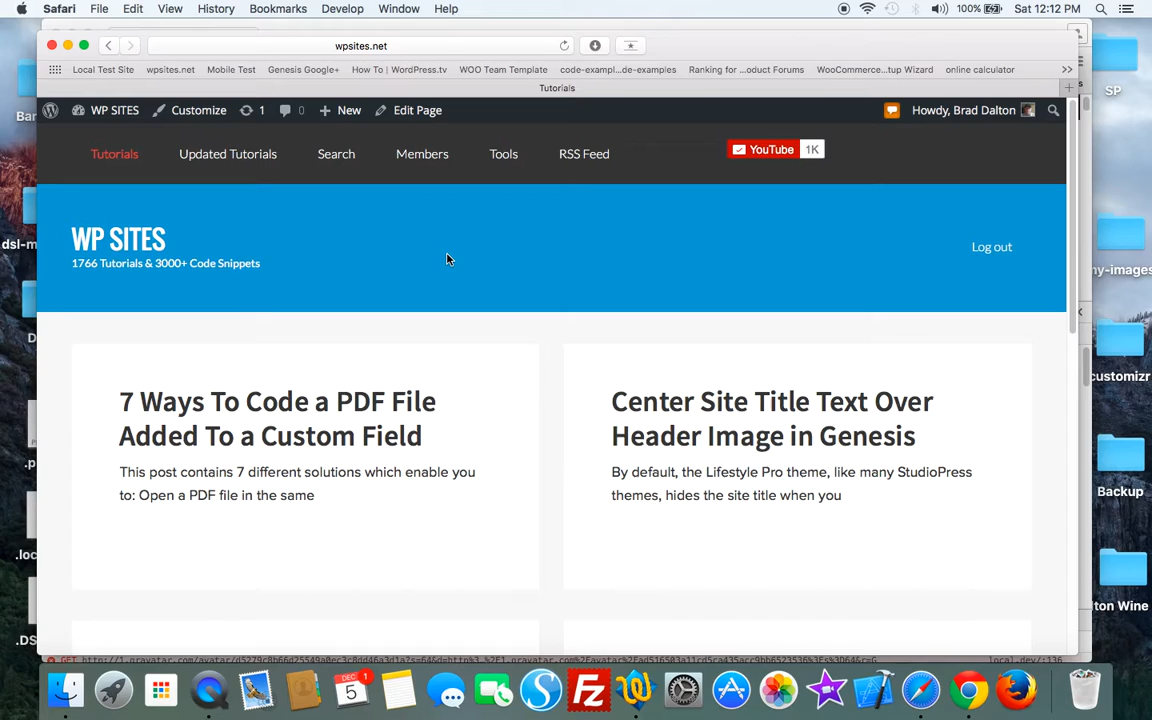 Safari File Edit View History Bookmarks Develop Window Help 100% Sat 12:12 PM
wpsites.net
Local Test Site wpsites.net Mobile Test Genesis Google+ How To | WordPress.tv WOO Team Template code-exampl...de-examples Ranking for ...oduct Forums WooCommerce...tup Wizard online calculator
Tutorials
WP SITES Customize 1 0 New Edit Page Howdy, Brad Dalton
Tutorials Updated Tutorials Search Members Tools RSS Feed YouTube 1K
WP SITES
1766 Tutorials & 3000+ Code Snippets
Log out
7 Ways To Code a PDF File
Added To a Custom Field
This post contains 7 different solutions which enable you
to: Open a PDF file in the same
Center Site Title Text Over
Header Image in Genesis
By default, the Lifestyle Pro theme, like many StudioPress
themes, hides the site title when you
SP
Backup
lton Wine
DEC
5
1